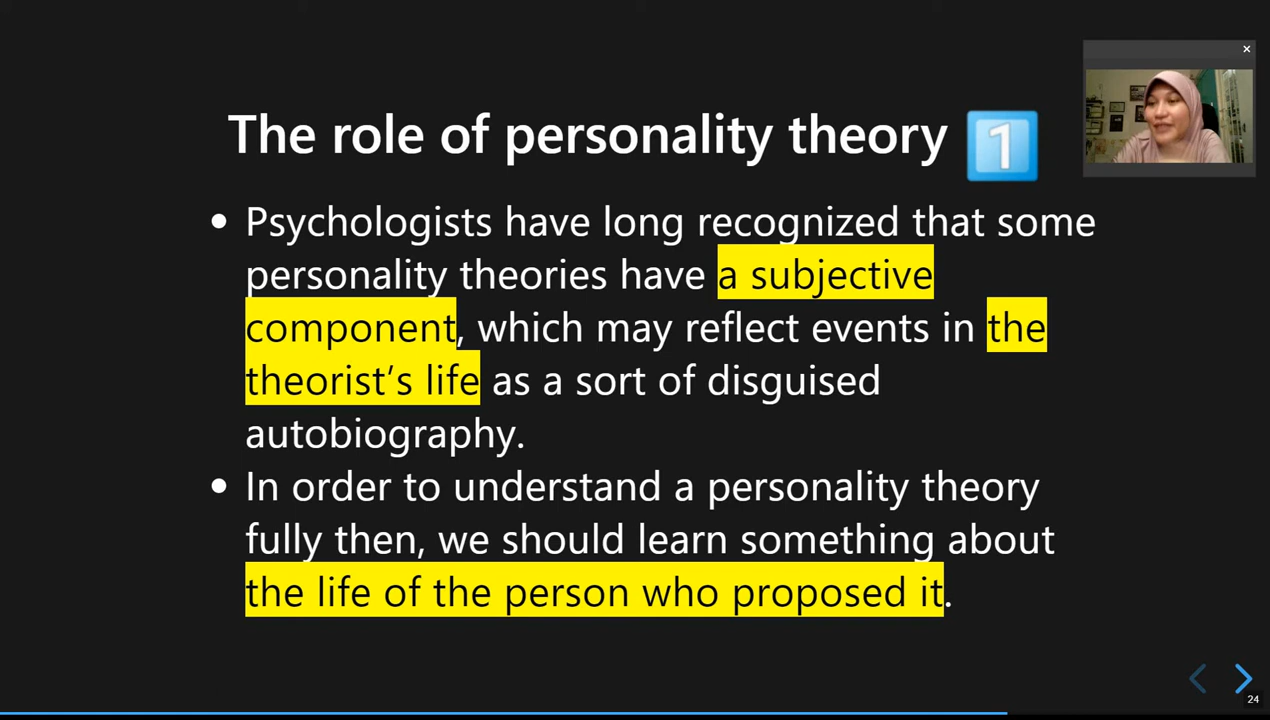 The role of personality theory 1️⃣
• Psychologists have long recognized that some
personality theories have a subjective
component, which may reflect events in the
theorist’s life as a sort of disguised
autobiography.
• In order to understand a personality theory
fully then, we should learn something about
the life of the person who proposed it.
24